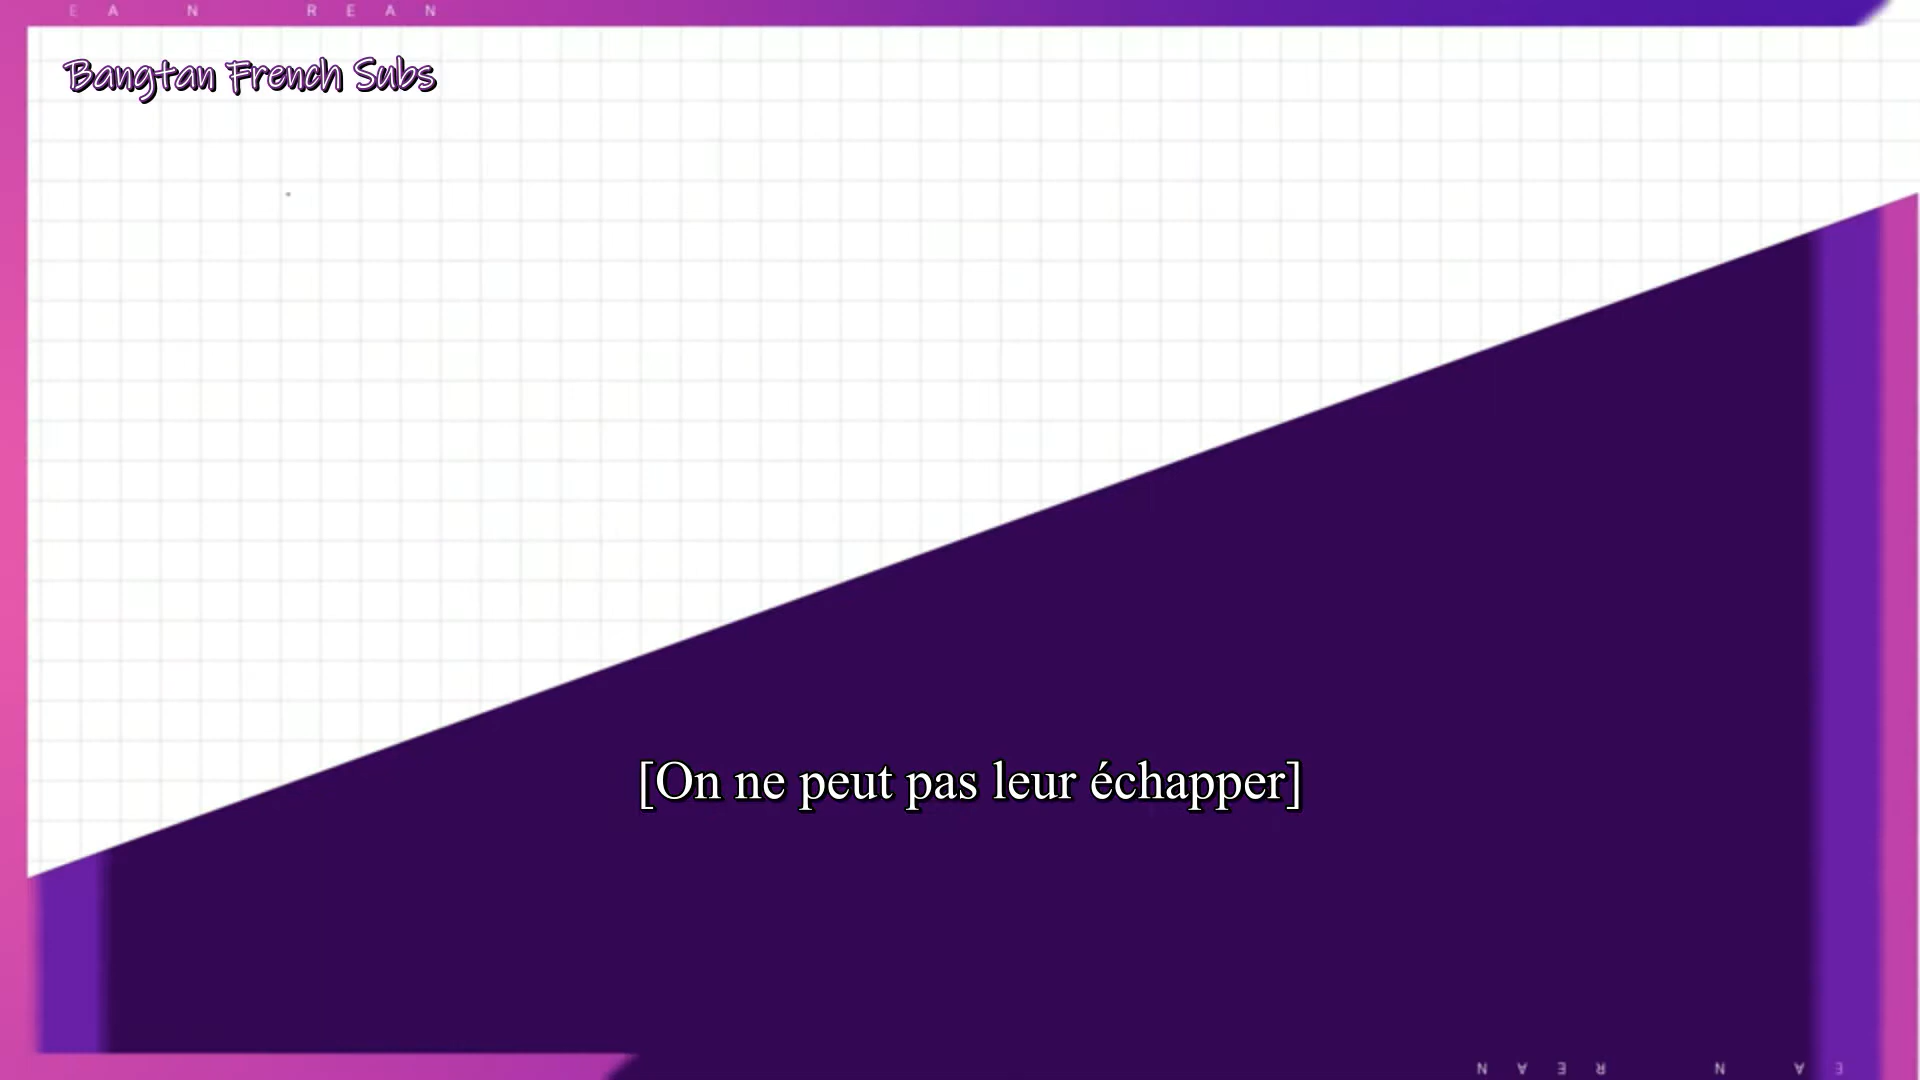 E A N R E A N
Bangtan French Subs
[On ne peut pas leur échapper]